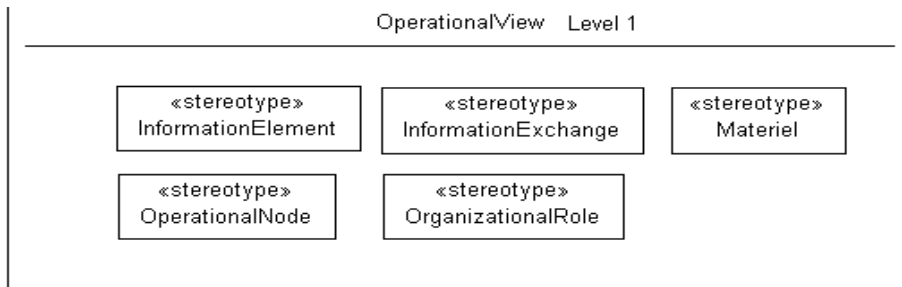 OperationalView Level 1
«stereotype» «stereotype» «stereotype»
InformationElement InformationExchange Materiel
«stereotype» «stereotype»
OperationalNode OrganizationalRole